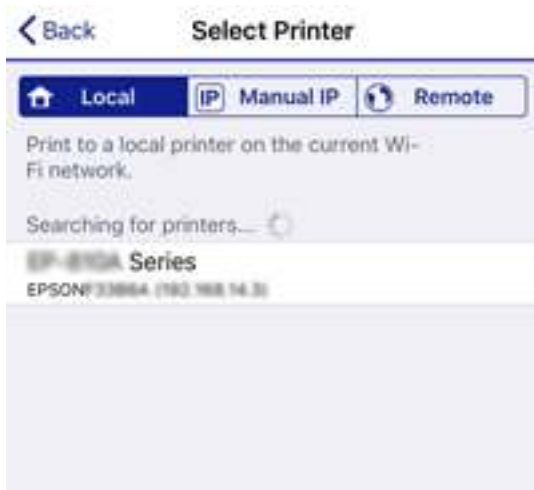 Back Select Printer
Local IP Manual IP Remote
Print to a local printer on the current Wi-
Fi network.
Searching for printers...
Series
EPSON